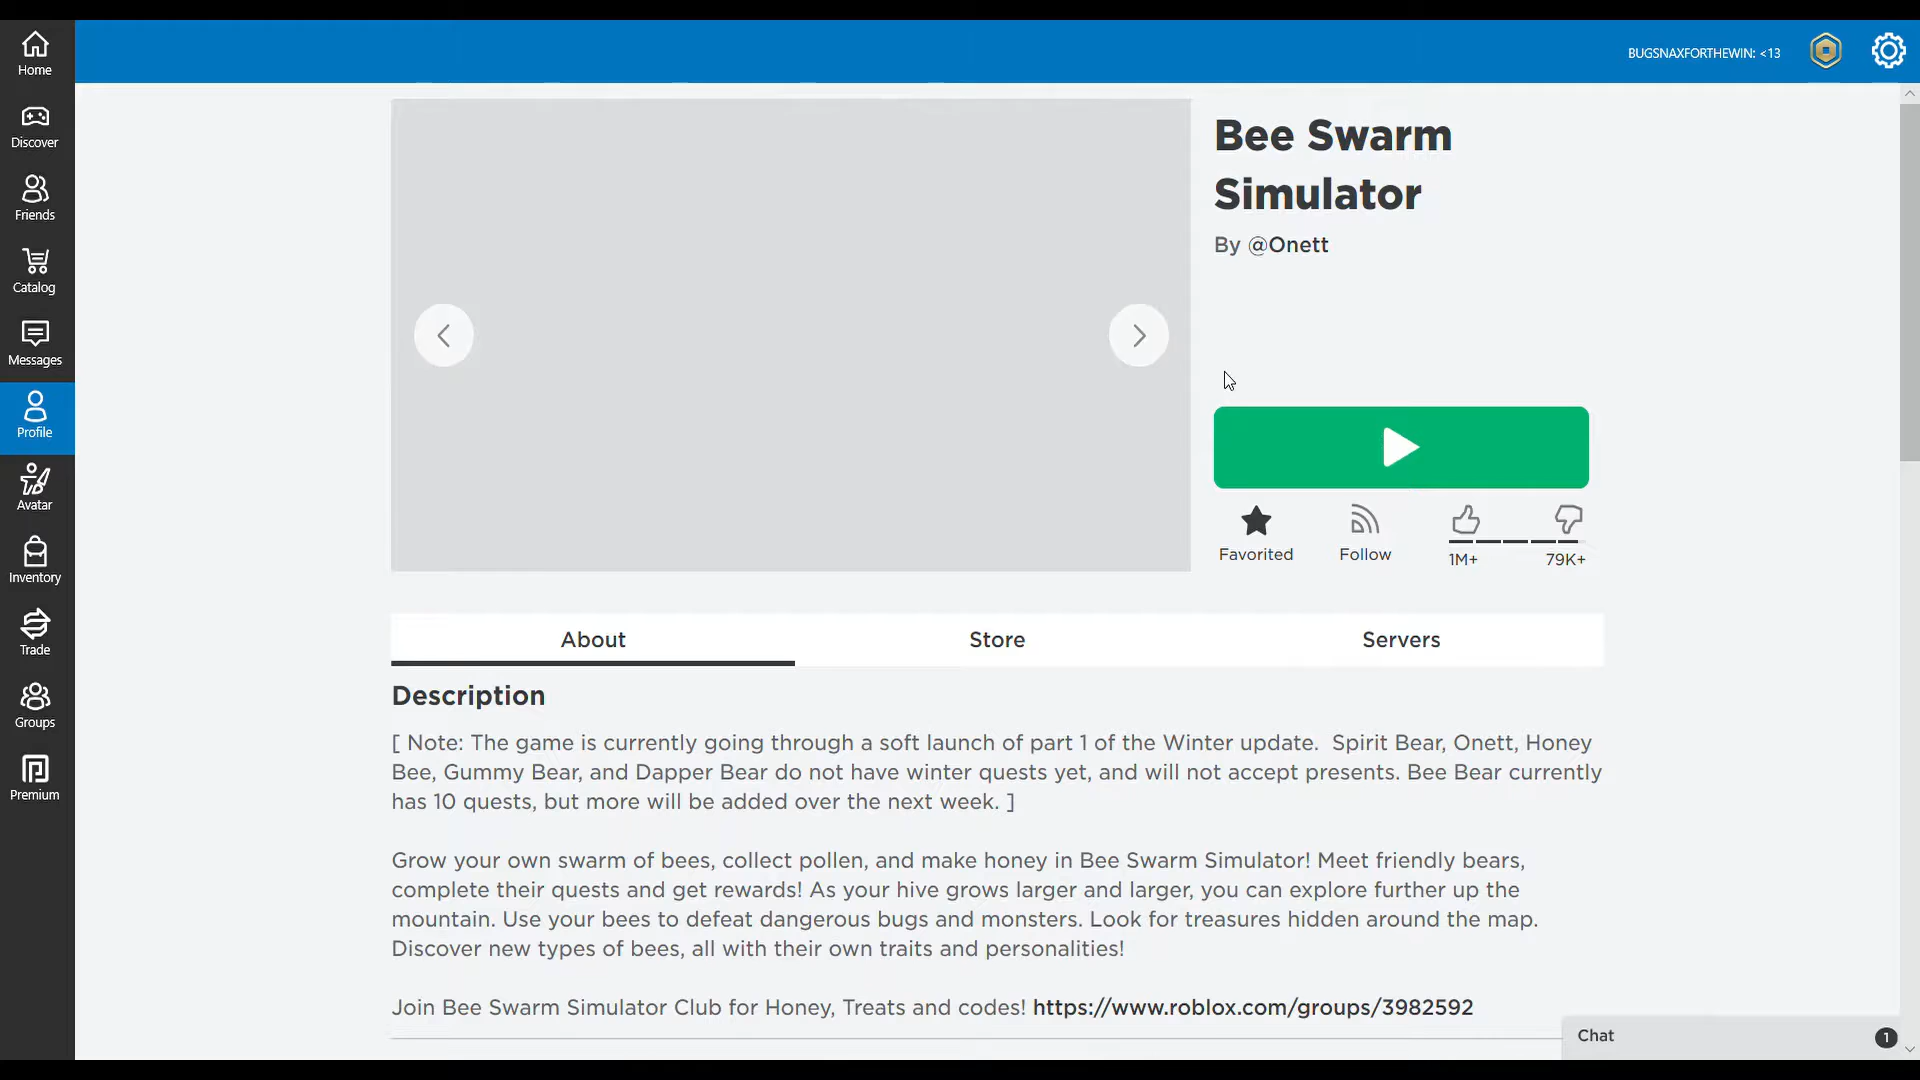 Home
Discover
Friends
Catalog
Messages
Profile
Avatar
Inventory
Trade
Groups
Premium
BUGSNAXFORTHEWIN: <13
Bee Swarm
Simulator
By @Onett
Favorited
Follow
1M+
79K+
About
Store
Servers
Description
[ Note: The game is currently going through a soft launch of part 1 of the Winter update.  Spirit Bear, Onett, Honey
Bee, Gummy Bear, and Dapper Bear do not have winter quests yet, and will not accept presents. Bee Bear currently
has 10 quests, but more will be added over the next week. ]
Grow your own swarm of bees, collect pollen, and make honey in Bee Swarm Simulator! Meet friendly bears,
complete their quests and get rewards! As your hive grows larger and larger, you can explore further up the
mountain. Use your bees to defeat dangerous bugs and monsters. Look for treasures hidden around the map.
Discover new types of bees, all with their own traits and personalities!
Join Bee Swarm Simulator Club for Honey, Treats and codes! https://www.roblox.com/groups/3982592
Chat
1